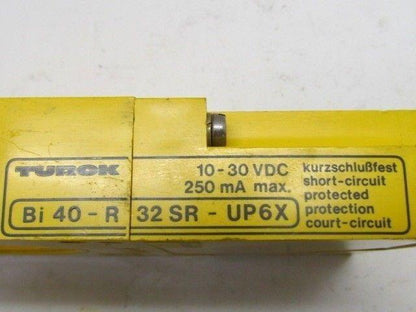 TURCK
10-30 VDC
250 mA max.
Bi 40 - R 32 SR - UP6X
kurzschlußfest
short-circuit
protected
protection
court-circuit